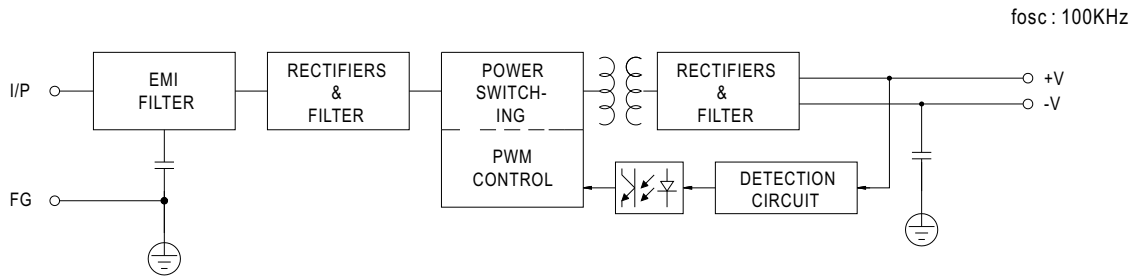 fosc : 100KHz
I/P
EMI
FILTER
RECTIFIERS
&
FILTER
POWER
SWITCH-
ING
PWM
CONTROL
RECTIFIERS
&
FILTER
+V
-V
DETECTION
CIRCUIT
FG